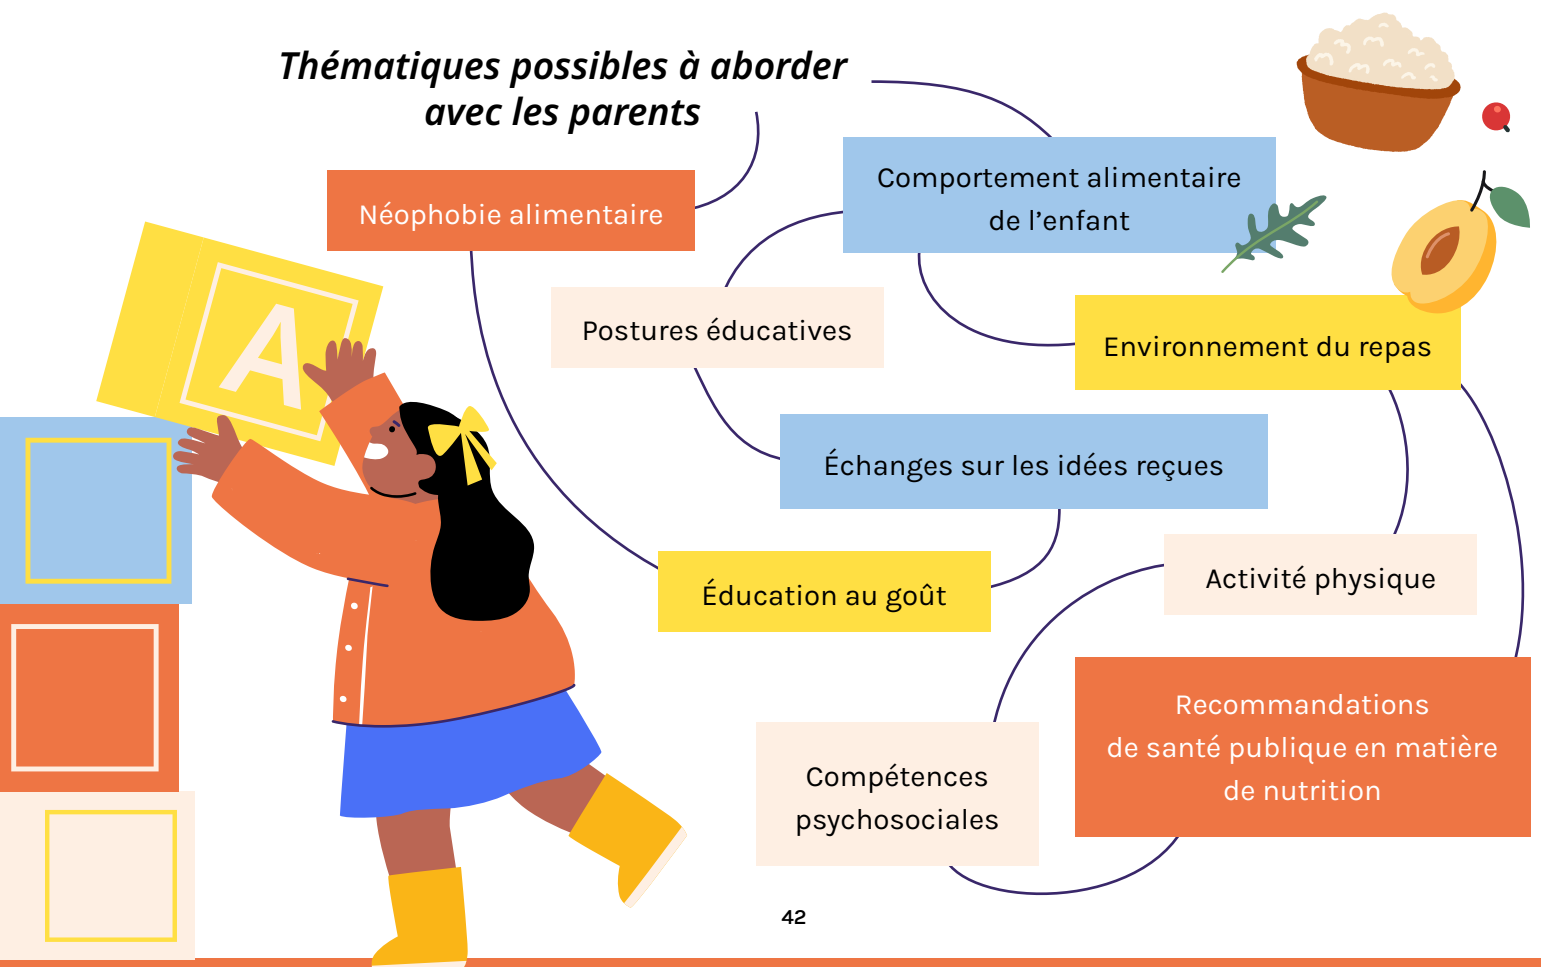 Thématiques possibles à aborder
avec les parents
Néophobie alimentaire
Comportement alimentaire
de l’enfant
Postures éducatives
Environnement du repas
A
Échanges sur les idées reçues
Éducation au goût
Activité physique
Recommandations
de santé publique en matière
de nutrition
Compétences
psychosociales
42